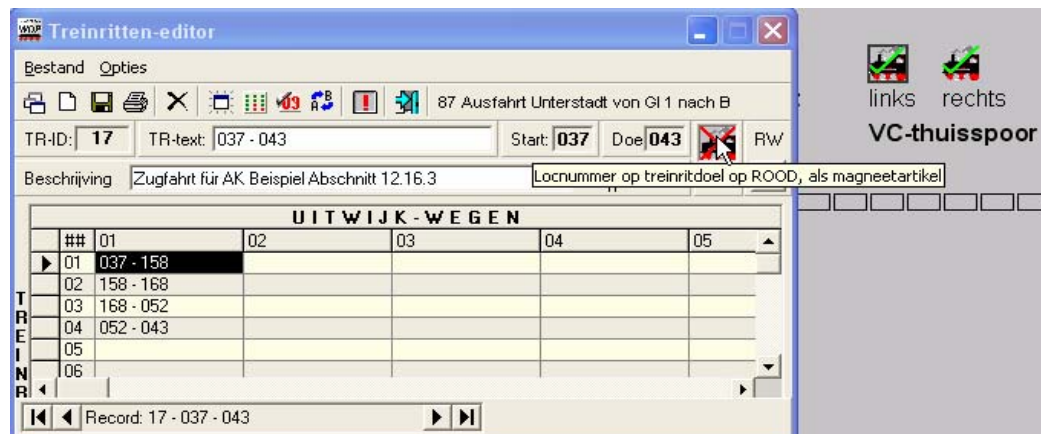 WDP Treinritten-editor
Bestand Opties
87 Ausfahrt Unterstadt von Gl 1 nach B
TR-ID: 17 TR-text: 037 - 043 Start: 037 Doe 043 RW
Beschrijving Zugfahrt für AK Beispiel Abschnitt 12.16.3
Locnummer op treinritdoel op ROOD, als magneetartikel
UITWIJK-WEGEN
## 01 02 03 04 05
01 037 - 158
02 158 - 168
03 168 - 052
04 052 - 043
05
06
TREINR
Record: 17 - 037 - 043
links rechts
VC-thuisspoor